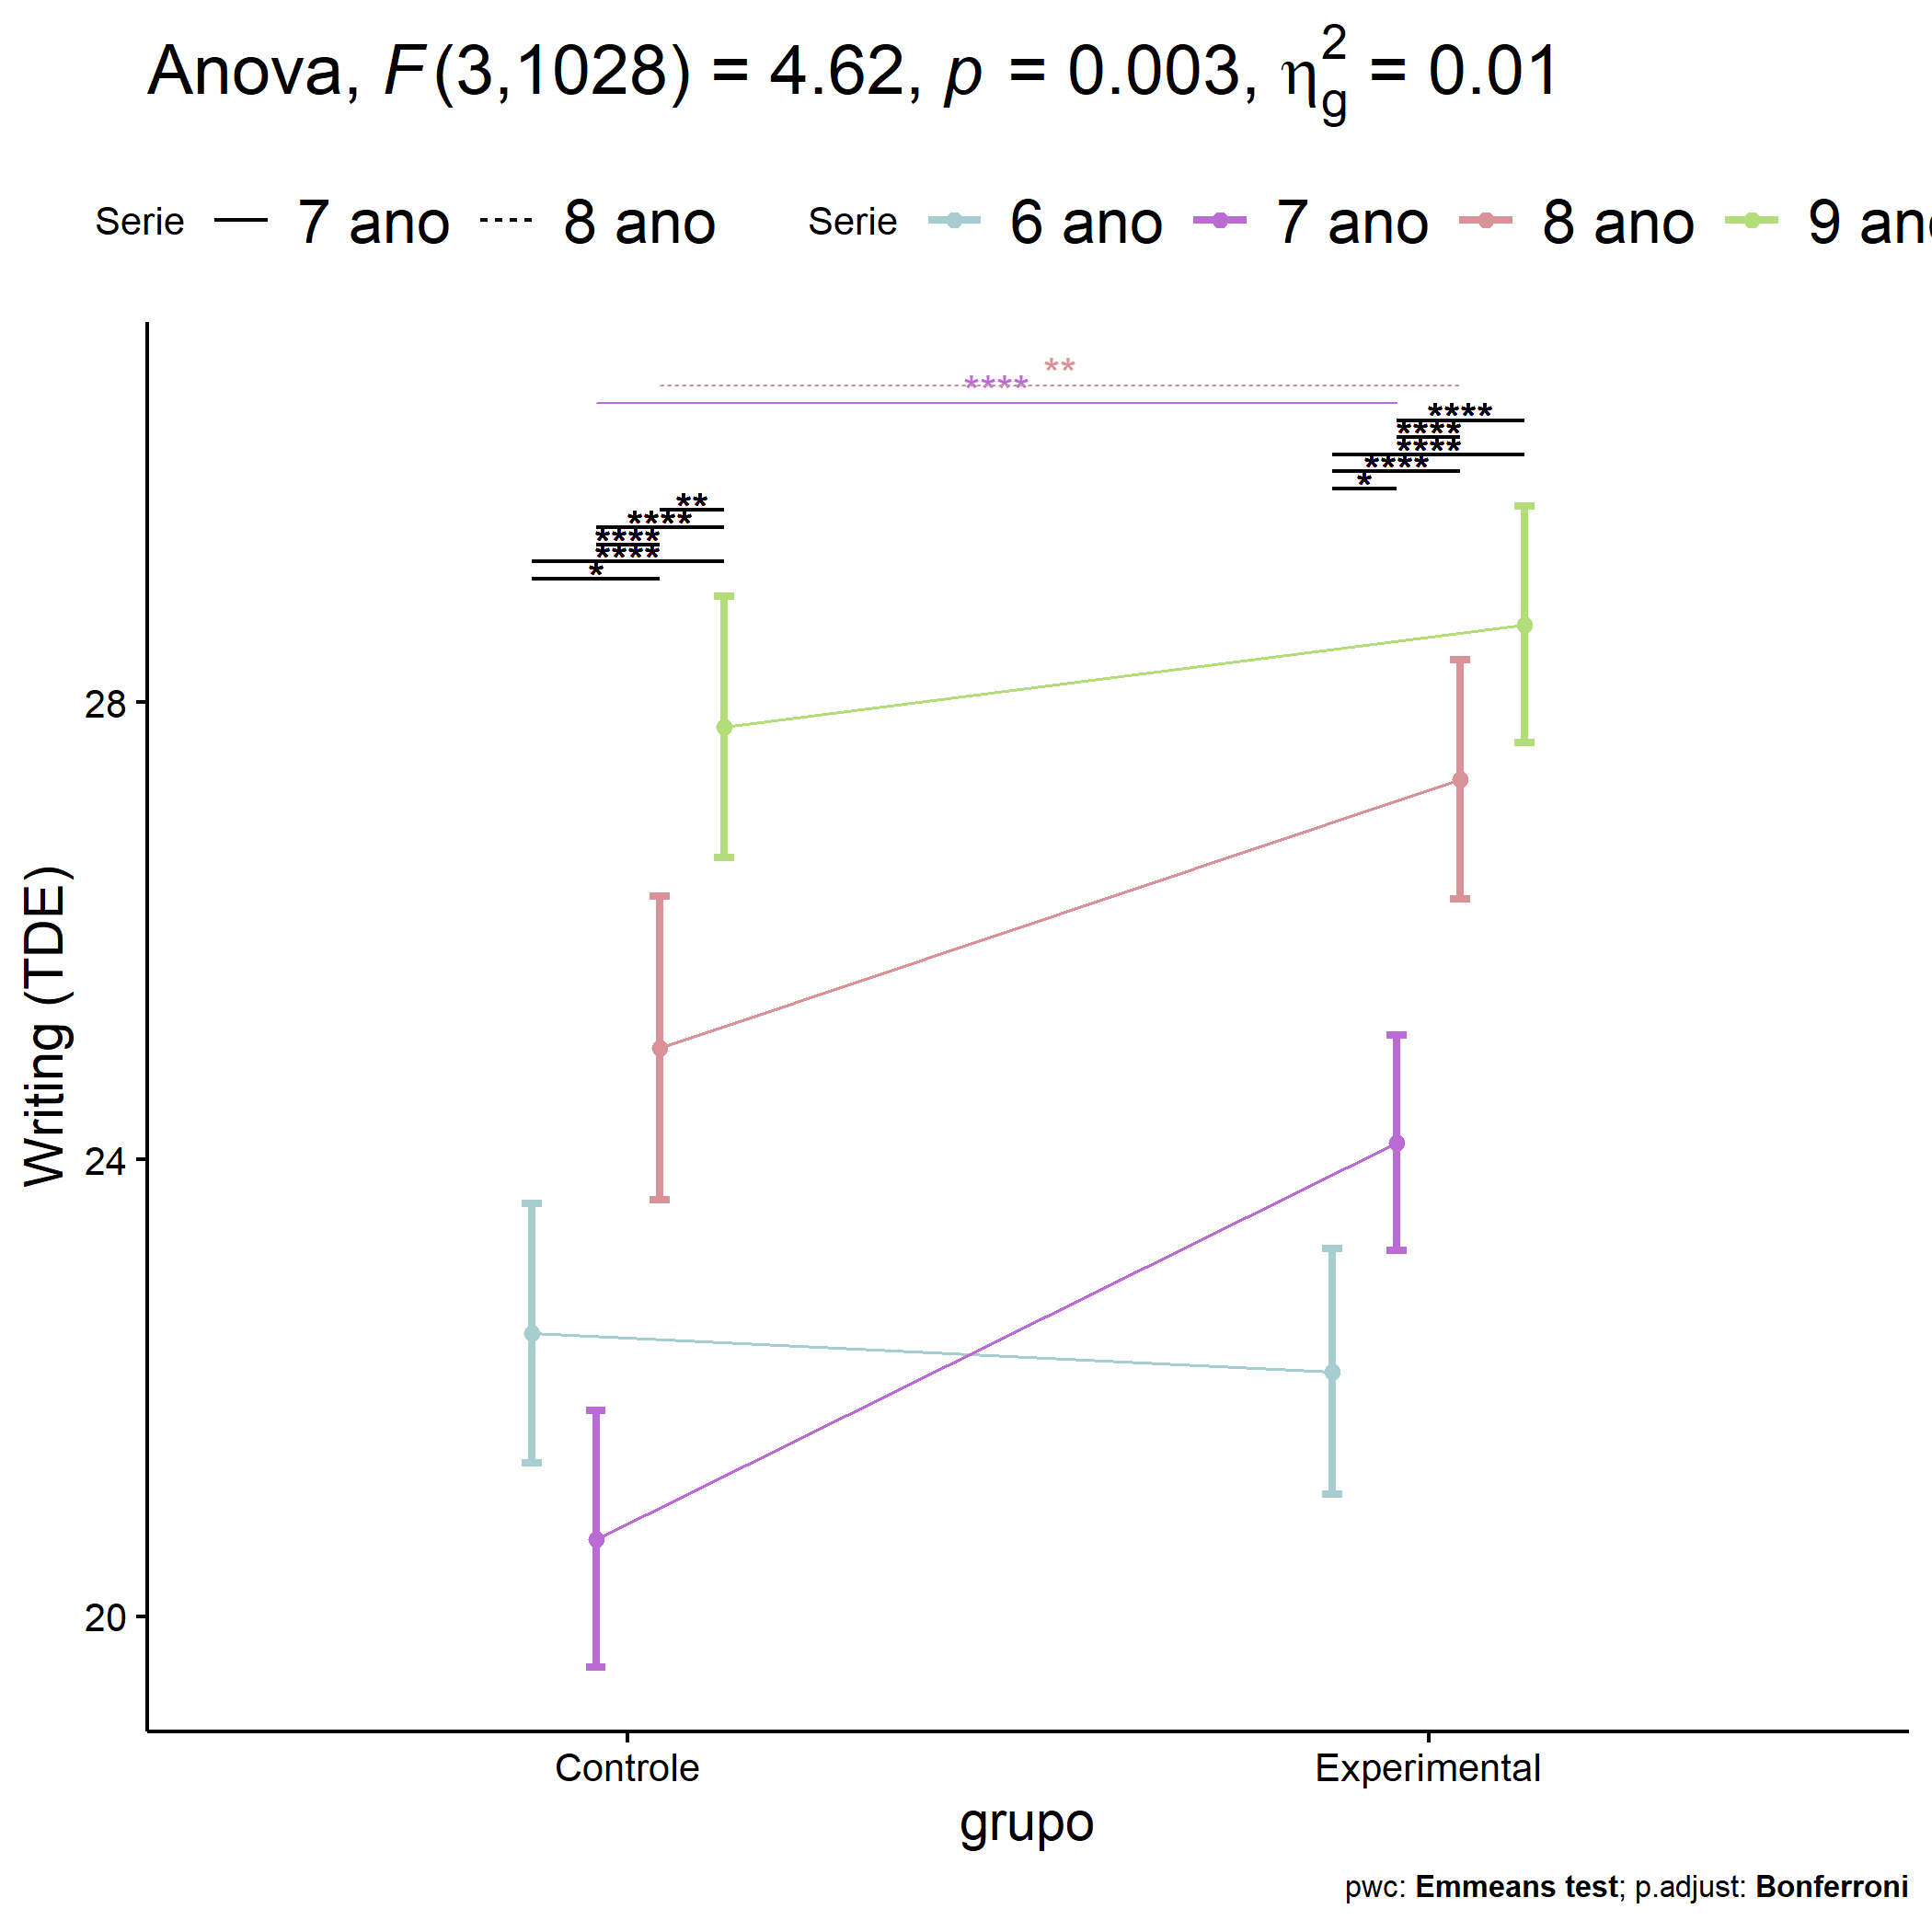 Anova, F(3,1028) = 4.62, p = 0.003, η²g = 0.01
Serie 7 ano 8 ano Serie 6 ano 7 ano 8 ano 9 an
**
****
****
****
****
****
*
**
****
****
****
*
28
24
20
Writing (TDE)
Controle Experimental
grupo
pwc: Emmeans test; p.adjust: Bonferroni